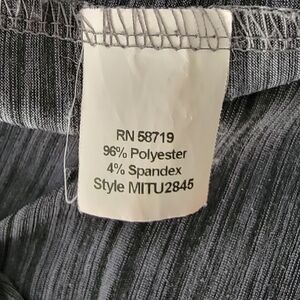 RN 58719
96% Polyester
4% Spandex
Style MITU2845